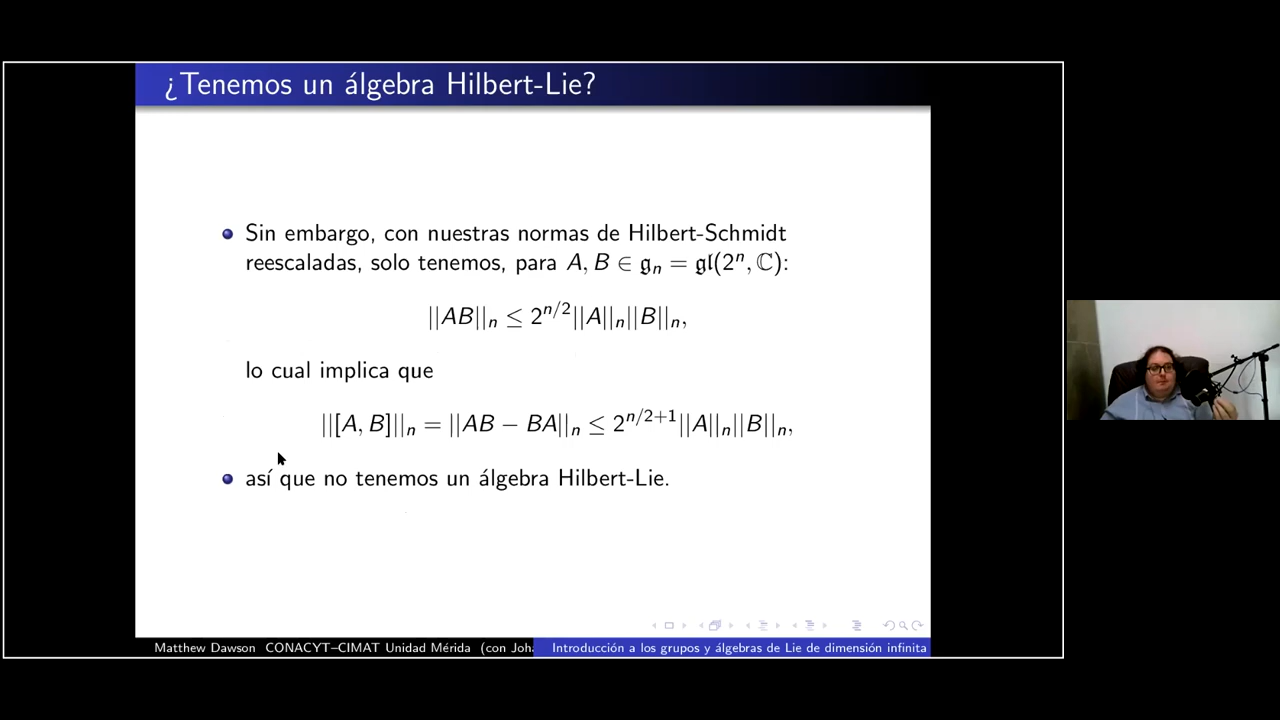 ¿Tenemos un álgebra Hilbert-Lie?
Sin embargo, con nuestras normas de Hilbert-Schmidt
reescaladas, solo tenemos, para A, B ∈ 𝔤ₙ = 𝔤𝔩(2ⁿ, ℂ):
||AB||ₙ ≤ 2^{n/2}||A||ₙ||B||ₙ,
lo cual implica que
||[A, B]||ₙ = ||AB − BA||ₙ ≤ 2^{n/2+1}||A||ₙ||B||ₙ,
así que no tenemos un álgebra Hilbert-Lie.
Matthew Dawson CONACYT–CIMAT Unidad Mérida (con Joh
Introducción a los grupos y álgebras de Lie de dimensión infinita